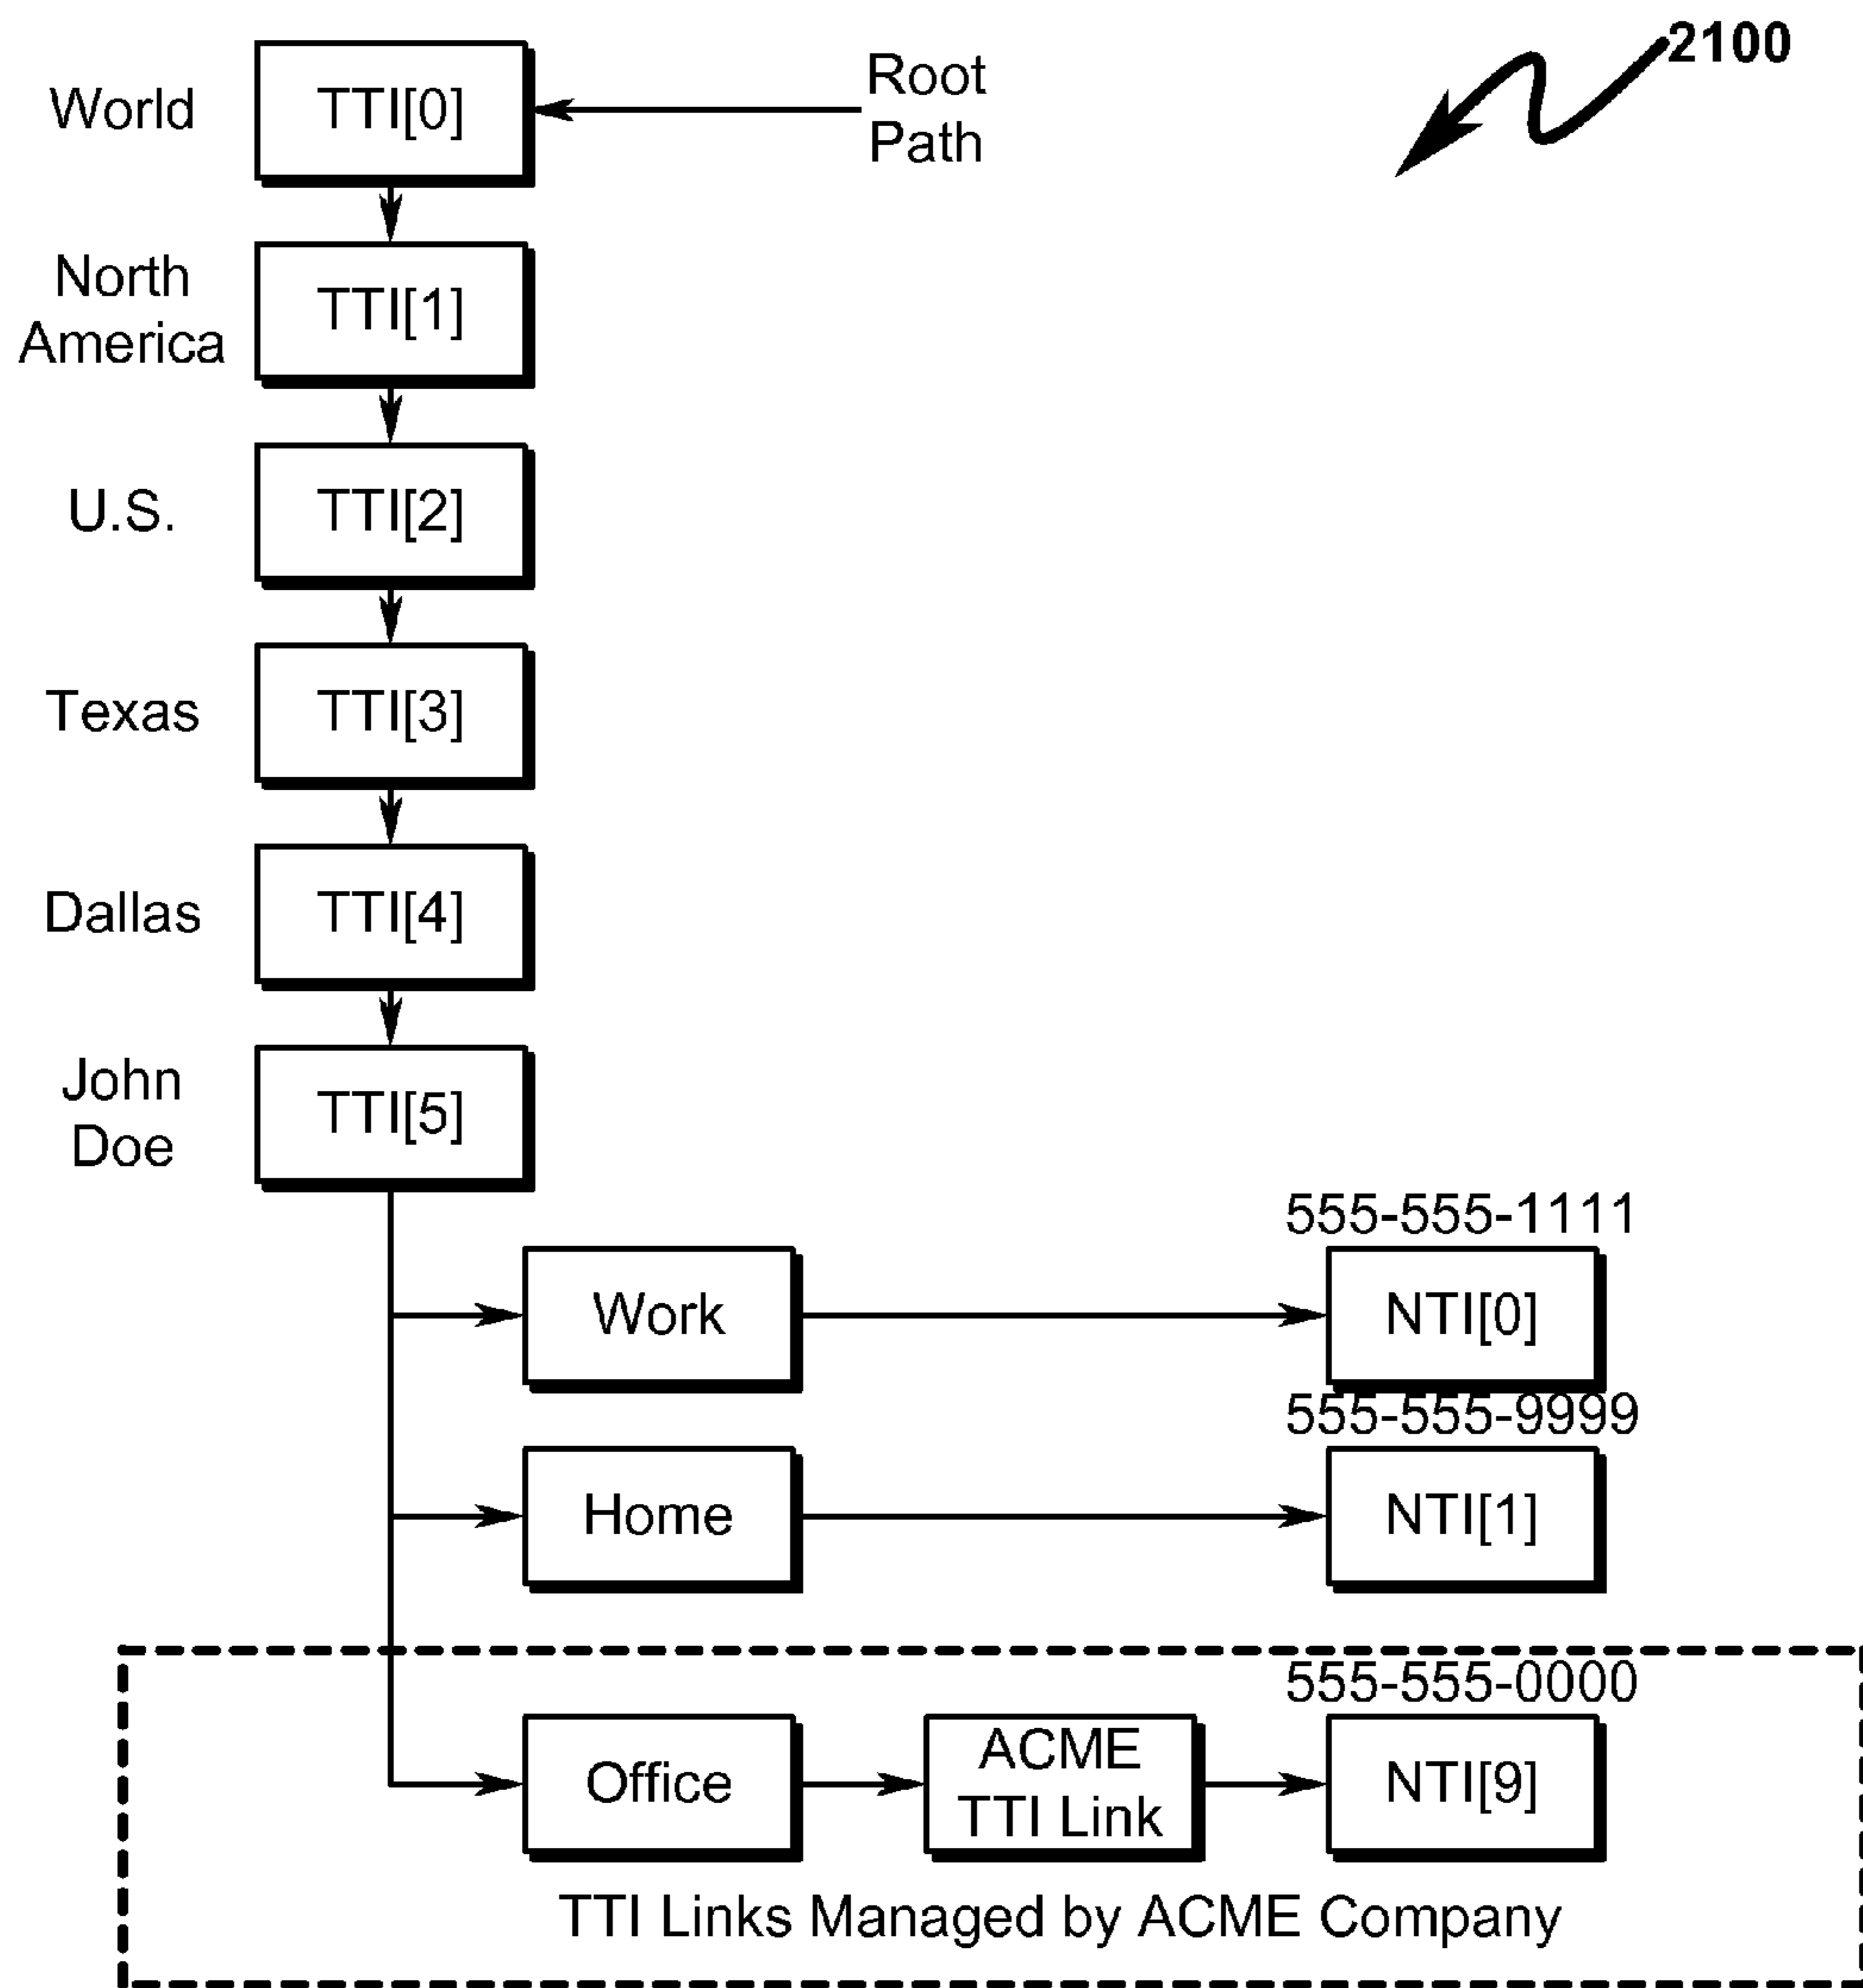 2100
World
TTI[0]
Root
Path
North
America
TTI[1]
U.S.
TTI[2]
Texas
TTI[3]
Dallas
TTI[4]
John
Doe
TTI[5]
555-555-1111
Work
NTI[0]
555-555-9999
Home
NTI[1]
555-555-0000
Office
ACME
TTI Link
NTI[9]
TTI Links Managed by ACME Company